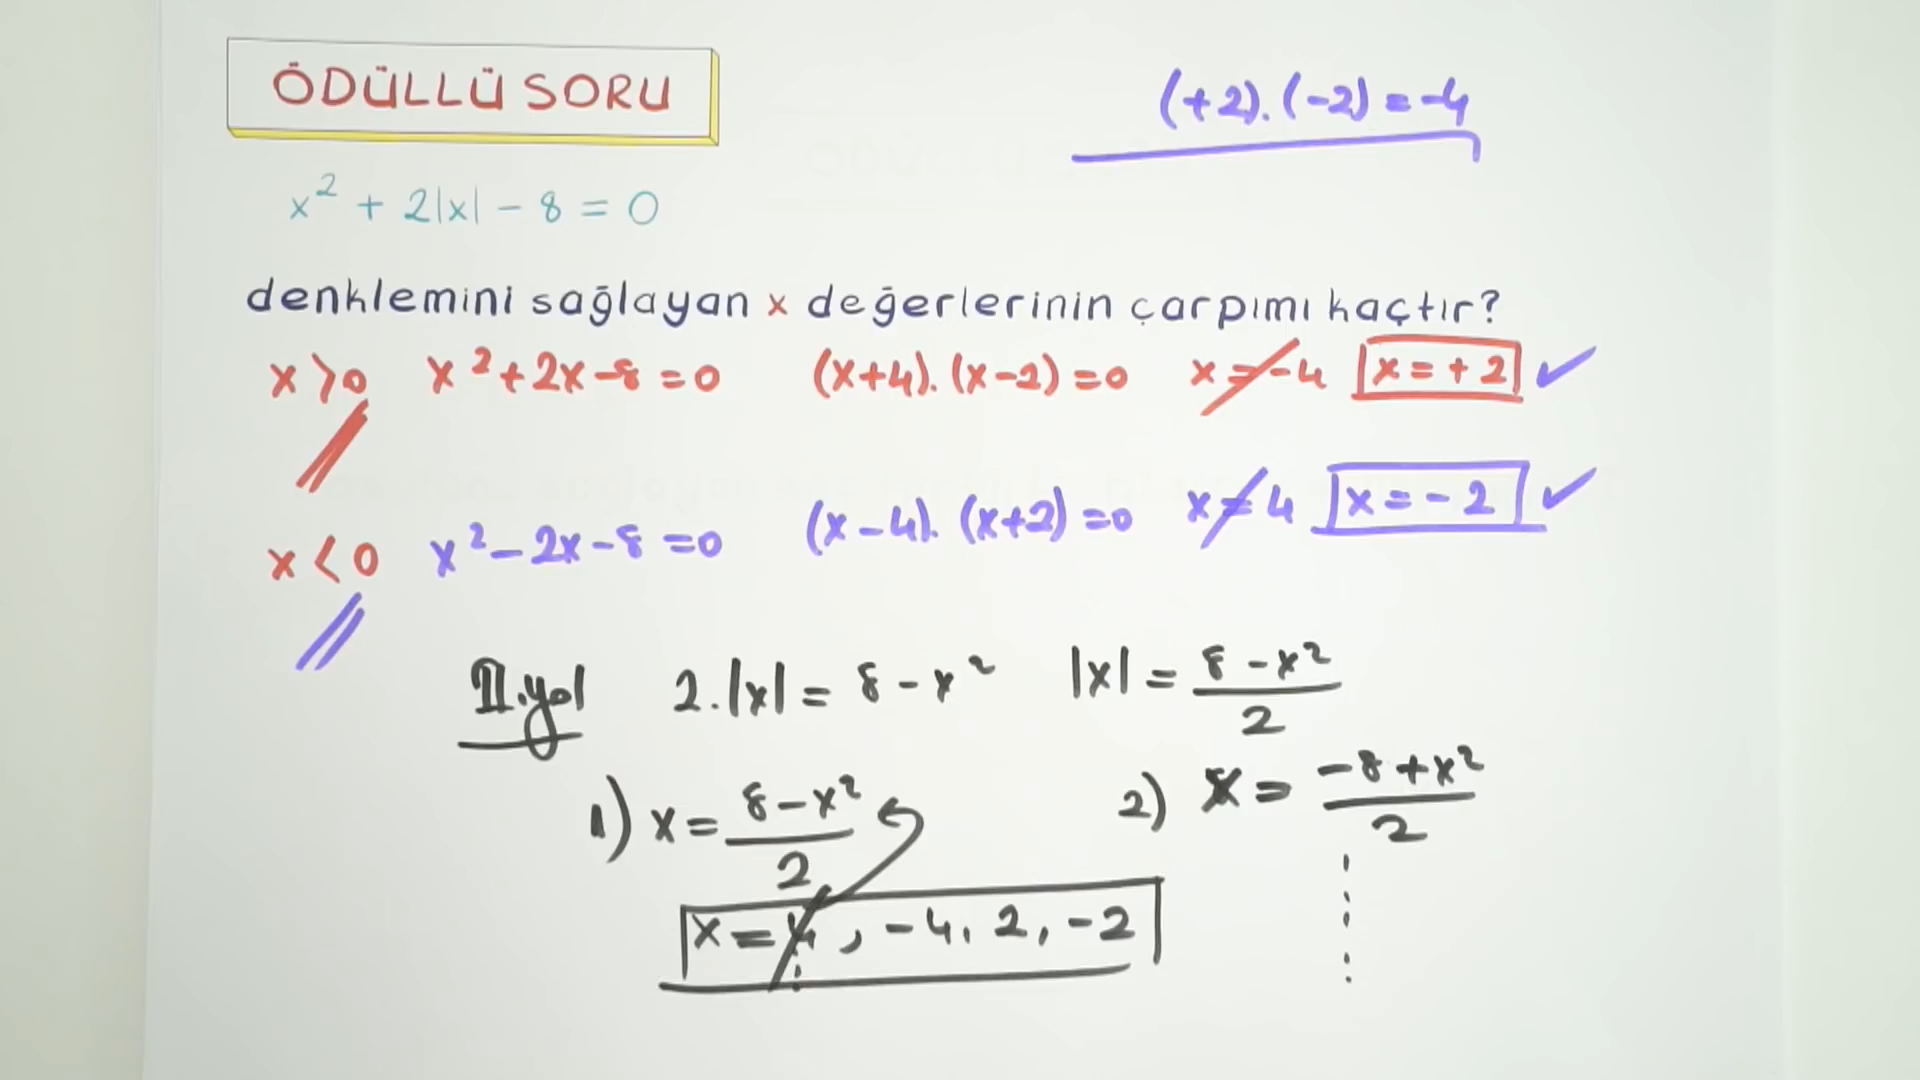 ÖDÜLLÜ SORU
(+2).(-2) = -4
x² + 2|x| - 8 = 0
denklemini sağlayan x değerlerinin çarpımı kaçtır?
x > 0 x² + 2x - 8 = 0 (x+4).(x-2) = 0 x = -4 x = +2 ✓
x < 0 x² - 2x - 8 = 0 (x-4).(x+2) = 0 x = 4 x = -2 ✓
II.yol 2.|x| = 8 - x² |x| = (8 - x²)/2
1) x = (8 - x²)/2 2) x = (-8 + x²)/2
x = 4, -4, 2, -2